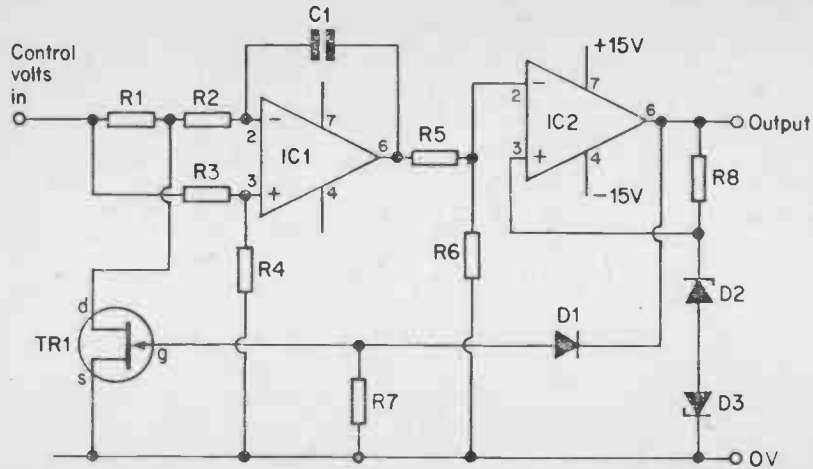 C1
Control
volts
in
R1
R2
+15V
7
-
2
IC1
7
6
4
R3
3
+
R5
-
2
IC2
6
Output
3
+
4
-15V
R8
R4
R6
d
TR1
g
s
D1
D2
R7
D3
0V